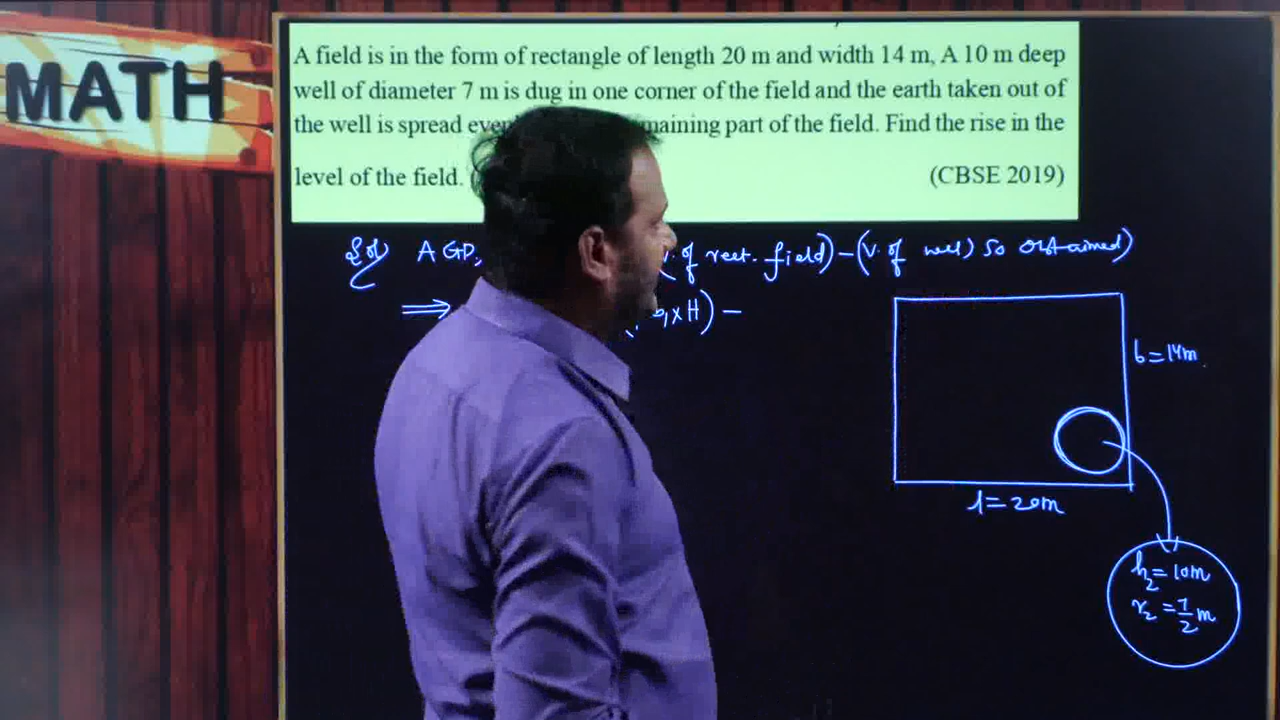 MATH
A field is in the form of rectangle of length 20 m and width 14 m, A 10 m deep
well of diameter 7 m is dug in one corner of the field and the earth taken out of
the well is spread maining part of the field. Find the rise in the
level of the field. (CBSE 2019)
Sol A GD, of rect. field) - (V. of well) so obtained)
⇒ × H) -
b = 14m.
l = 20m
h₂ = 10m
r₂ = 7/2 m